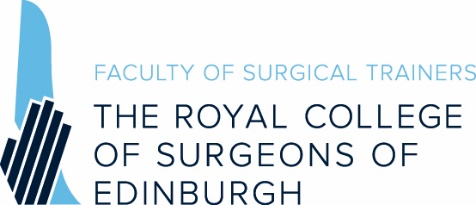 FACULTY OF SURGICAL TRAINERS
THE ROYAL COLLEGE
OF SURGEONS OF
EDINBURGH